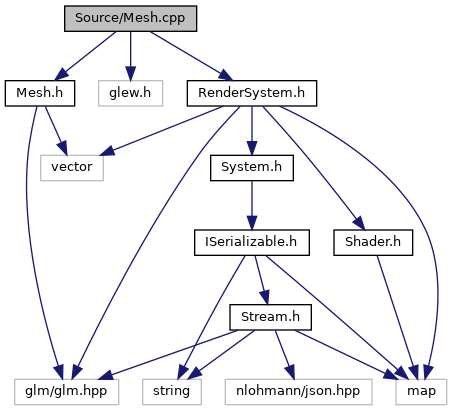 Source/Mesh.cpp
Mesh.h
glew.h
RenderSystem.h
vector
System.h
ISerializable.h
Shader.h
Stream.h
glm/glm.hpp
string
nlohmann/json.hpp
map